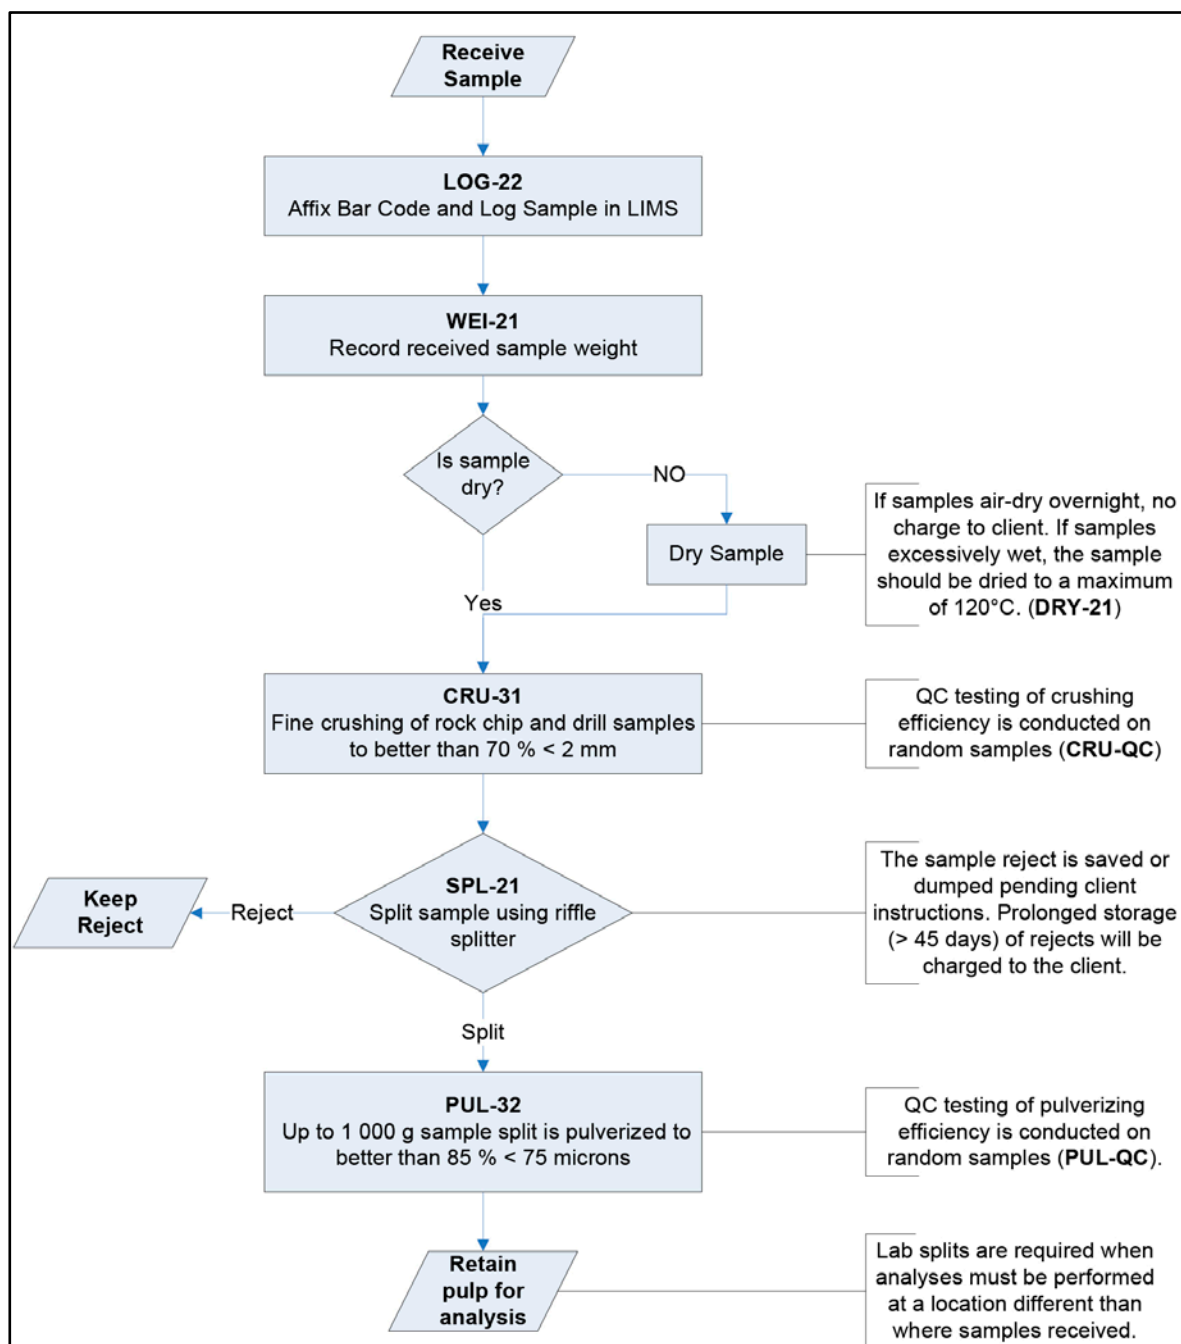 Receive
Sample
LOG-22
Affix Bar Code and Log Sample in LIMS
WEI-21
Record received sample weight
Is sample
dry?
NO
Dry Sample
If samples air-dry overnight, no
charge to client. If samples
excessively wet, the sample
should be dried to a maximum
of 120°C. (DRY-21)
Yes
CRU-31
Fine crushing of rock chip and drill samples
to better than 70 % < 2 mm
QC testing of crushing
efficiency is conducted on
random samples (CRU-QC)
Keep
Reject
Reject
SPL-21
Split sample using riffle
splitter
The sample reject is saved or
dumped pending client
instructions. Prolonged storage
(> 45 days) of rejects will be
charged to the client.
Split
PUL-32
Up to 1 000 g sample split is pulverized to
better than 85 % < 75 microns
QC testing of pulverizing
efficiency is conducted on
random samples (PUL-QC).
Retain
pulp for
analysis
Lab splits are required when
analyses must be performed
at a location different than
where samples received.